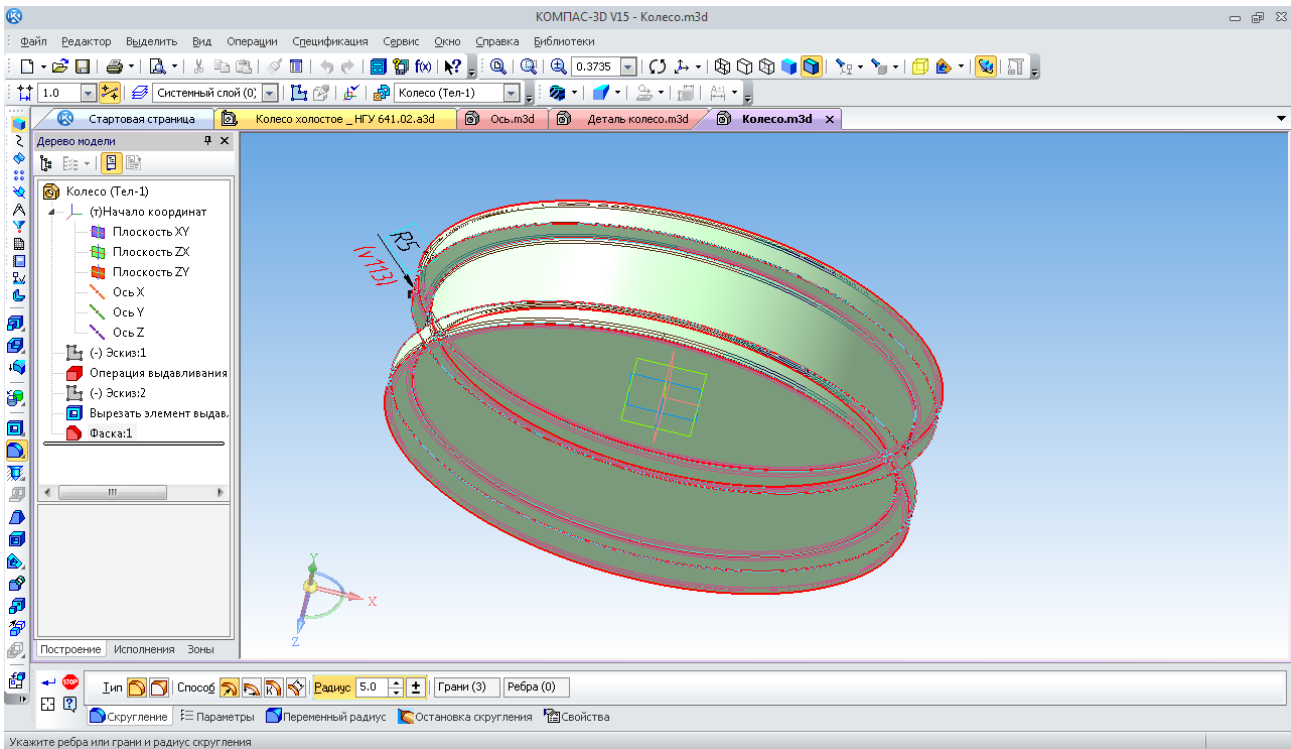 КОМПАС-3D V15 - Колесо.m3d
Файл Редактор Выделить Вид Операции Спецификация Сервис Окно Справка Библиотеки
f(x) 0.3735
1.0 Системный слой (0) Колесо (Тел-1)
Стартовая страница Колесо холостое _ НГУ 641.02.a3d Ось.m3d Деталь колесо.m3d Колесо.m3d
Дерево модели
Колесо (Тел-1)
(т)Начало координат
Плоскость XY
Плоскость ZX
Плоскость ZY
Ось X
Ось Y
Ось Z
(-) Эскиз:1
Операция выдавливания
(-) Эскиз:2
Вырезать элемент выдав.
Фаска:1
R5
(v113)
Y
X
Z
Построение Исполнения Зоны
STOP Тип Способ Радиус 5.0 Грани (3) Ребра (0)
Скругление Параметры Переменный радиус Остановка скругления Свойства
Укажите ребра или грани и радиус скругления